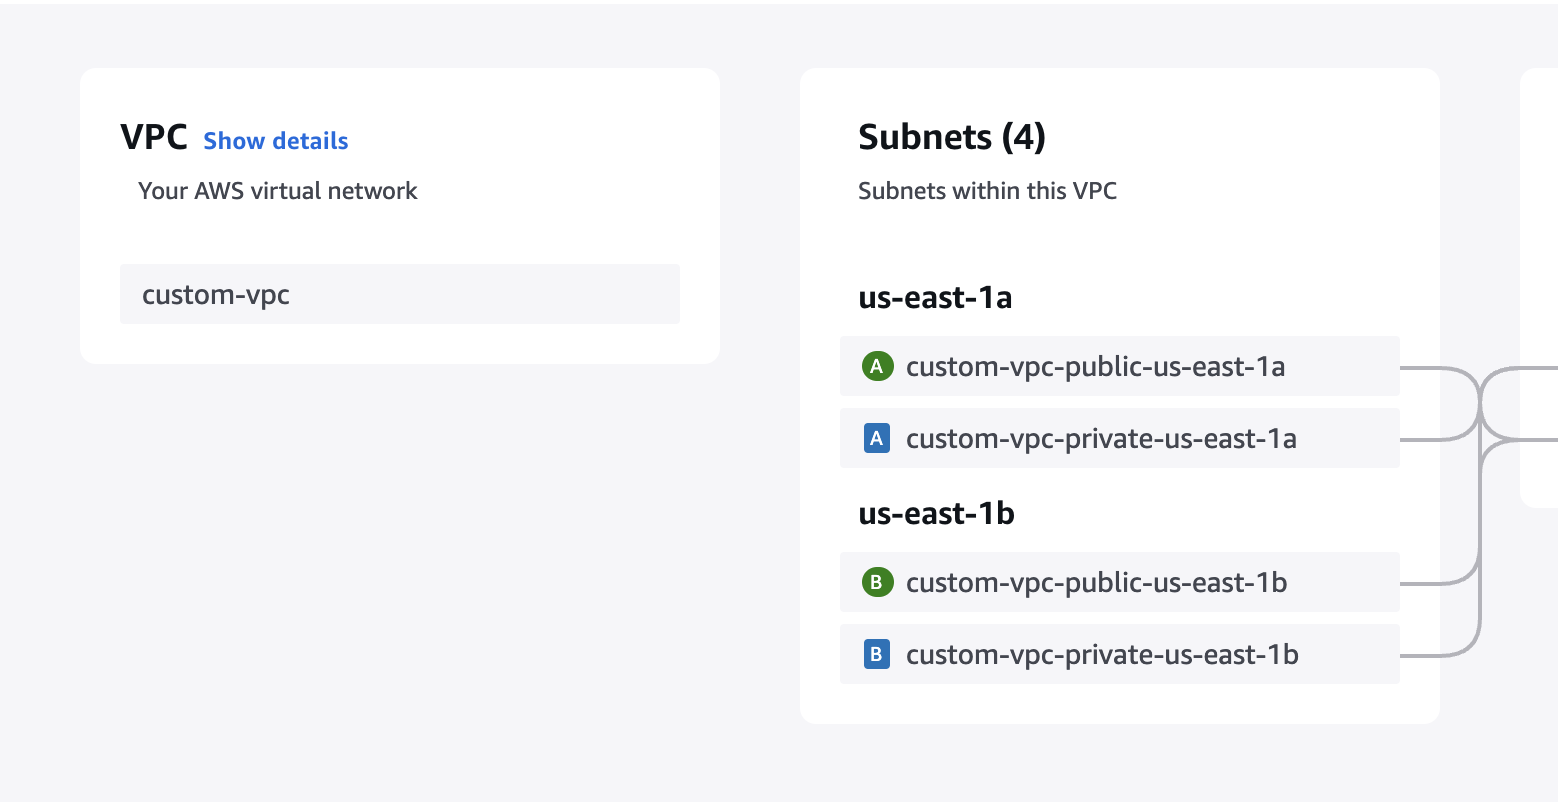 VPC Show details
Your AWS virtual network
custom-vpc
Subnets (4)
Subnets within this VPC
us-east-1a
A custom-vpc-public-us-east-1a
A custom-vpc-private-us-east-1a
us-east-1b
B custom-vpc-public-us-east-1b
B custom-vpc-private-us-east-1b